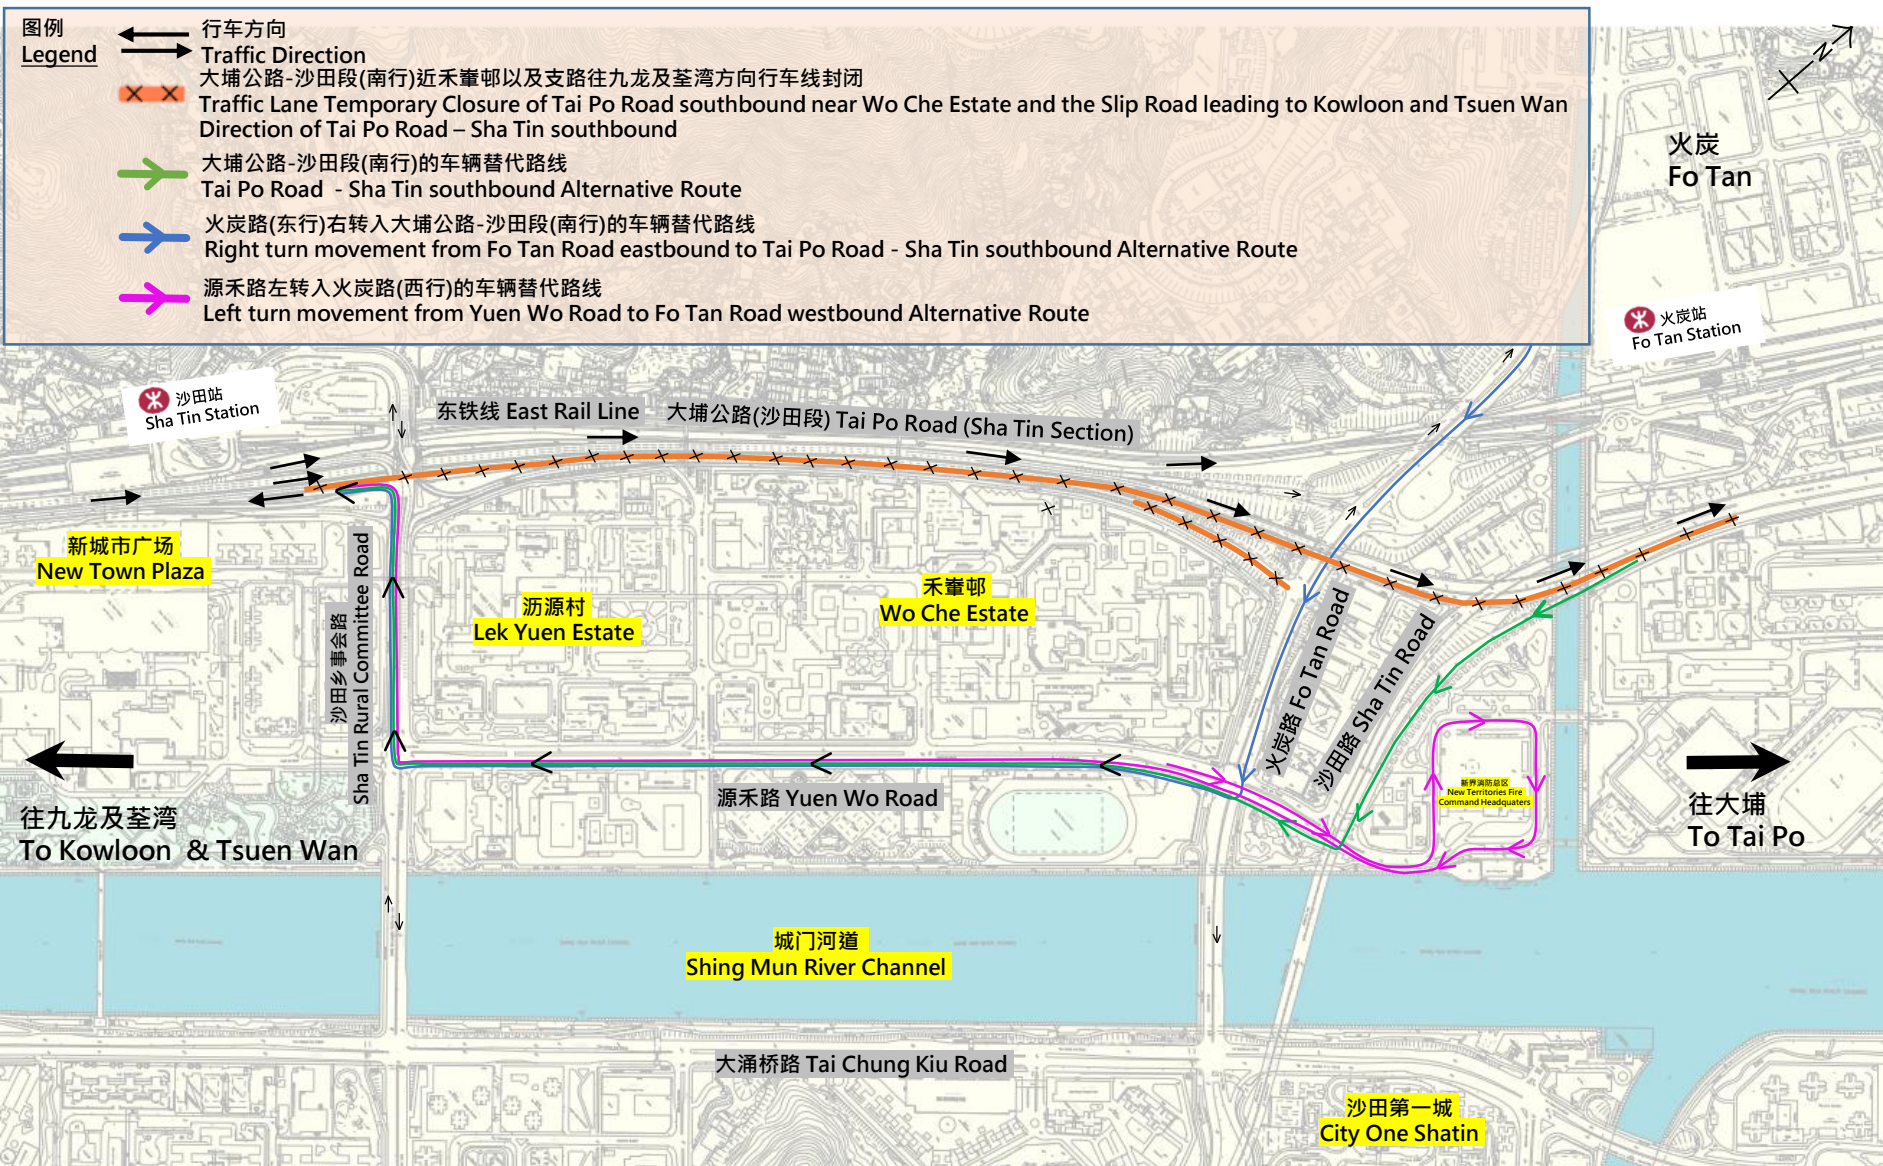 图例
Legend
行车方向
Traffic Direction
大埔公路-沙田段(南行)近禾輋邨以及支路往九龙及荃湾方向行车线封闭
Traffic Lane Temporary Closure of Tai Po Road southbound near Wo Che Estate and the Slip Road leading to Kowloon and Tsuen Wan
Direction of Tai Po Road – Sha Tin southbound
大埔公路-沙田段(南行)的车辆替代路线
Tai Po Road - Sha Tin southbound Alternative Route
火炭路(东行)右转入大埔公路-沙田段(南行)的车辆替代路线
Right turn movement from Fo Tan Road eastbound to Tai Po Road - Sha Tin southbound Alternative Route
源禾路左转入火炭路(西行)的车辆替代路线
Left turn movement from Yuen Wo Road to Fo Tan Road westbound Alternative Route
N
火炭
Fo Tan
火炭站
Fo Tan Station
沙田站
Sha Tin Station
东铁线 East Rail Line
大埔公路(沙田段) Tai Po Road (Sha Tin Section)
新城市广场
New Town Plaza
沙田乡事会路
Sha Tin Rural Committee Road
沥源村
Lek Yuen Estate
禾輋邨
Wo Che Estate
火炭路 Fo Tan Road
沙田路 Sha Tin Road
新界消防总区
New Territories Fire
Command Headquaters
往九龙及荃湾
To Kowloon & Tsuen Wan
源禾路 Yuen Wo Road
往大埔
To Tai Po
城门河道
Shing Mun River Channel
大涌桥路 Tai Chung Kiu Road
沙田第一城
City One Shatin